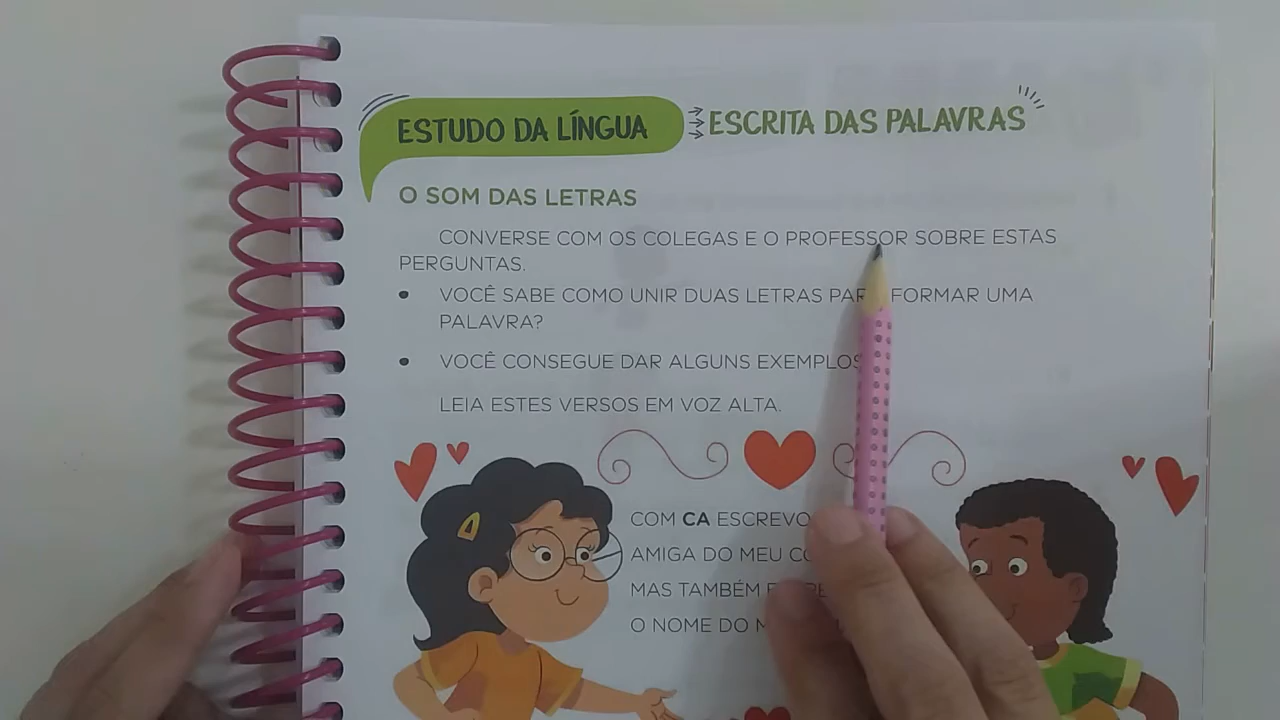 ESTUDO DA LÍNGUA ESCRITA DAS PALAVRAS
O SOM DAS LETRAS
CONVERSE COM OS COLEGAS E O PROFESSOR SOBRE ESTAS
PERGUNTAS.
• VOCÊ SABE COMO UNIR DUAS LETRAS PARA FORMAR UMA
PALAVRA?
• VOCÊ CONSEGUE DAR ALGUNS EXEMPLOS
LEIA ESTES VERSOS EM VOZ ALTA.
COM CA ESCREVO
AMIGA DO MEU
MAS TAMBÉM
O NOME DO